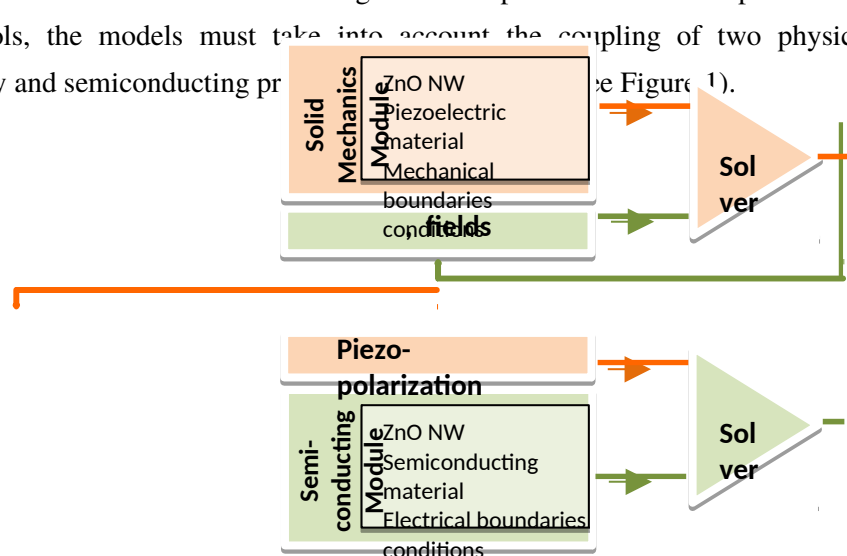 ols, the models must take into account the coupling of two physic
y and semiconducting pr ee Figure 1).
Solid
Mechanics
Module
ZnO NW
Piezoelectric
material
Mechanical
boundaries
conditions
, fields
Sol
ver
Piezo-
polarization
Semi-
conducting
Module
ZnO NW
Semiconducting
material
Electrical boundaries
conditions
Sol
ver